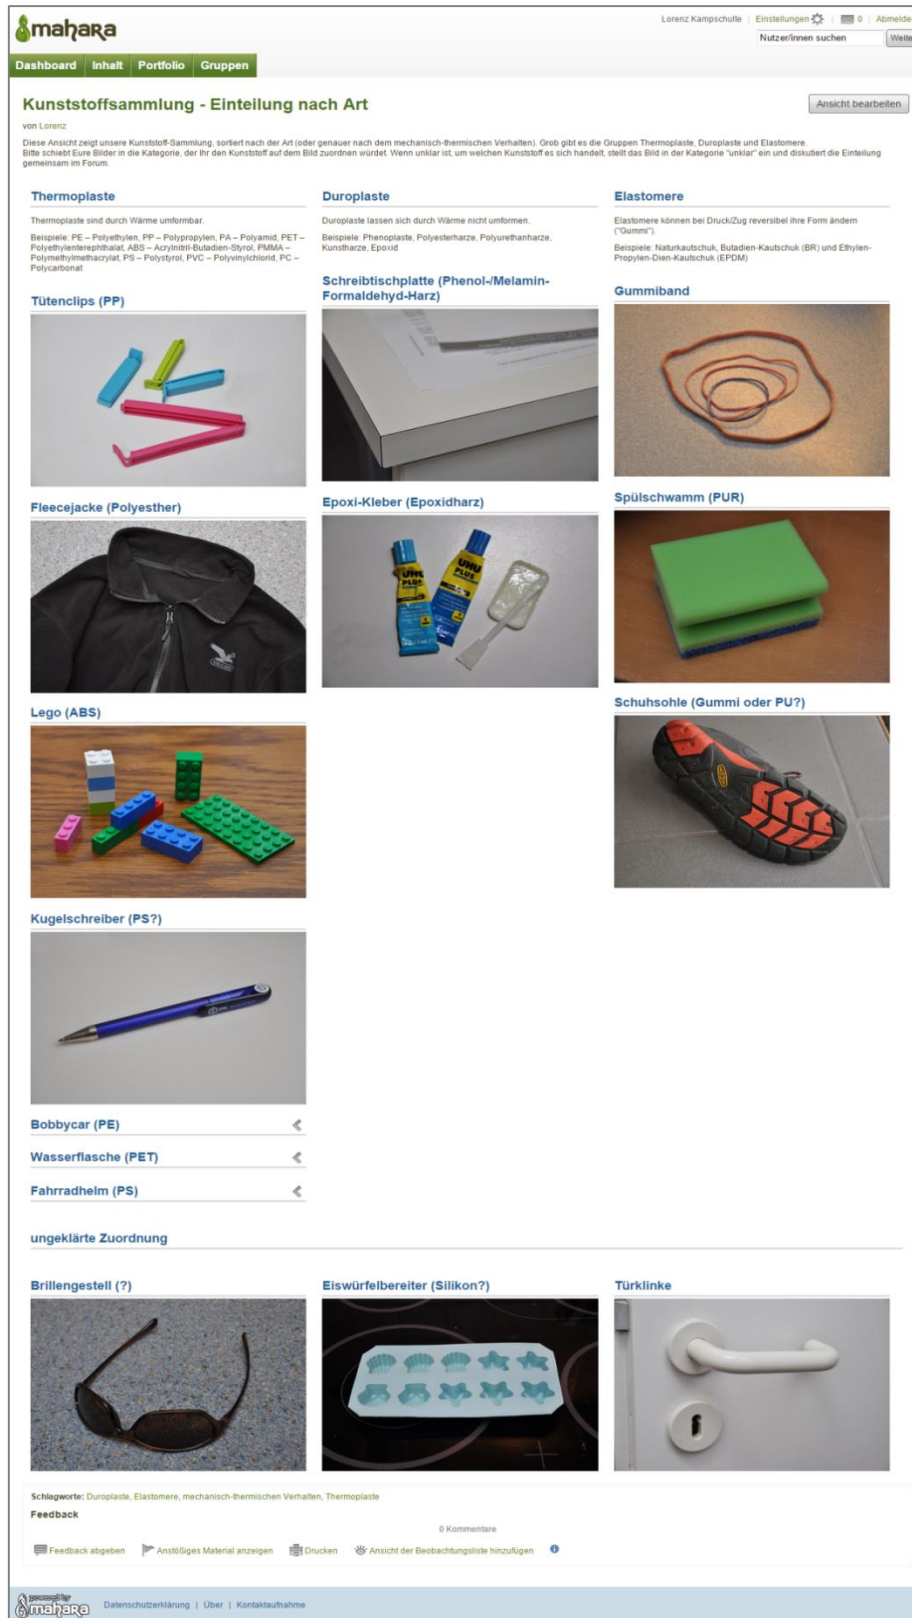 mahara
Lorenz Kampschulte | Einstellungen | 0 | Abmelde
Nutzer/innen suchen Weite
Dashboard Inhalt Portfolio Gruppen
Kunststoffsammlung - Einteilung nach Art
Ansicht bearbeiten
von Lorenz
Diese Ansicht zeigt unsere Kunststoff-Sammlung, sortiert nach der Art (oder genauer nach dem mechanisch-thermischen Verhalten). Grob gibt es die Gruppen Thermoplaste, Duroplaste und Elastomere.
Bitte schiebt Eure Bilder in die Kategorie, der Ihr den Kunststoff auf dem Bild zuordnen würdet. Wenn unklar ist, um welchen Kunststoff es sich handelt, stellt das Bild in der Kategorie "unklar" ein und diskutiert die Einteilung
gemeinsam im Forum.
Thermoplaste
Thermoplaste sind durch Wärme umformbar.
Beispiele: PE – Polyethylen, PP – Polypropylen, PA – Polyamid, PET –
Polyethylenterephthalat, ABS – Acrylnitril-Butadien-Styrol, PMMA –
Polymethylmethacrylat, PS – Polystyrol, PVC – Polyvinylchlorid, PC –
Polycarbonat
Tütenclips (PP)
Fleecejacke (Polyesther)
Lego (ABS)
Kugelschreiber (PS?)
Bobbycar (PE)
Wasserflasche (PET)
Fahrradhelm (PS)
Duroplaste
Duroplaste lassen sich durch Wärme nicht umformen.
Beispiele: Phenoplaste, Polyesterharze, Polyurethanharze,
Kunstharze, Epoxid
Schreibtischplatte (Phenol-/Melamin-
Formaldehyd-Harz)
Epoxi-Kleber (Epoxidharz)
UHU
PLUS
UHU
PLUS
Elastomere
Elastomere können bei Druck/Zug reversibel ihre Form ändern
("Gummi").
Beispiele: Naturkautschuk, Butadien-Kautschuk (BR) und Ethylen-
Propylen-Dien-Kautschuk (EPDM)
Gummiband
Spülschwamm (PUR)
Schuhsohle (Gummi oder PU?)
ungeklärte Zuordnung
Brillengestell (?)
Eiswürfelbereiter (Silikon?)
Türklinke
Schlagworte: Duroplaste, Elastomere, mechanisch-thermischen Verhalten, Thermoplaste
Feedback
0 Kommentare
Feedback abgeben Anstößiges Material anzeigen Drucken Ansicht der Beobachtungsliste hinzufügen
powered by
mahara
Datenschutzerklärung | Über | Kontaktaufnahme